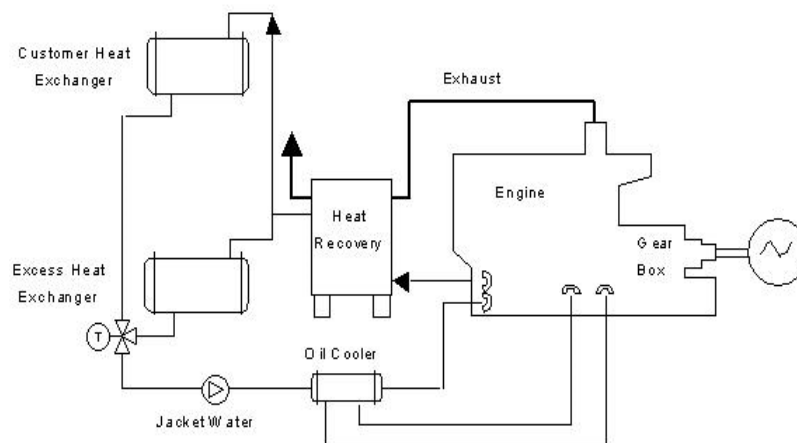 Customer Heat
Exchanger
Exhaust
Engine
Heat
Recovery
Gear
Box
Excess Heat
Exchanger
T
Oil Cooler
Jacket Water